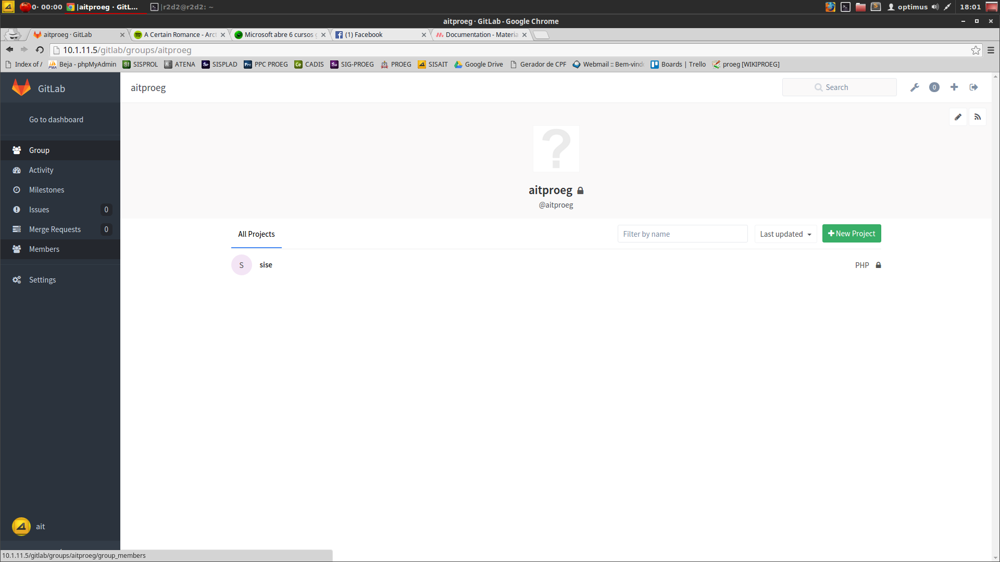 0· 00:00 |aitproeg · GitL... |r2d2@r2d2: ~ optimus 18:01
aitproeg · GitLab - Google Chrome
aitproeg · GitLab A Certain Romance - Arc Microsoft abre 6 cursos (1) Facebook Documentation - Materia
10.1.11.5/gitlab/groups/aitproeg
Index of / Beja - phpMyAdmin SISPROL ATENA SISPLAD PPC PROEG CADIS SIG-PROEG PROEG SISAIT Google Drive Gerador de CPF Webmail :: Bem-vind Boards | Trello proeg [WIKIPROEG]
GitLab
aitproeg
Search
0
Go to dashboard
Group
Activity
Milestones
Issues 0
Merge Requests 0
Members
Settings
?
aitproeg
@aitproeg
All Projects
Filter by name
Last updated
New Project
S sise PHP
ait
10.1.11.5/gitlab/groups/aitproeg/group_members